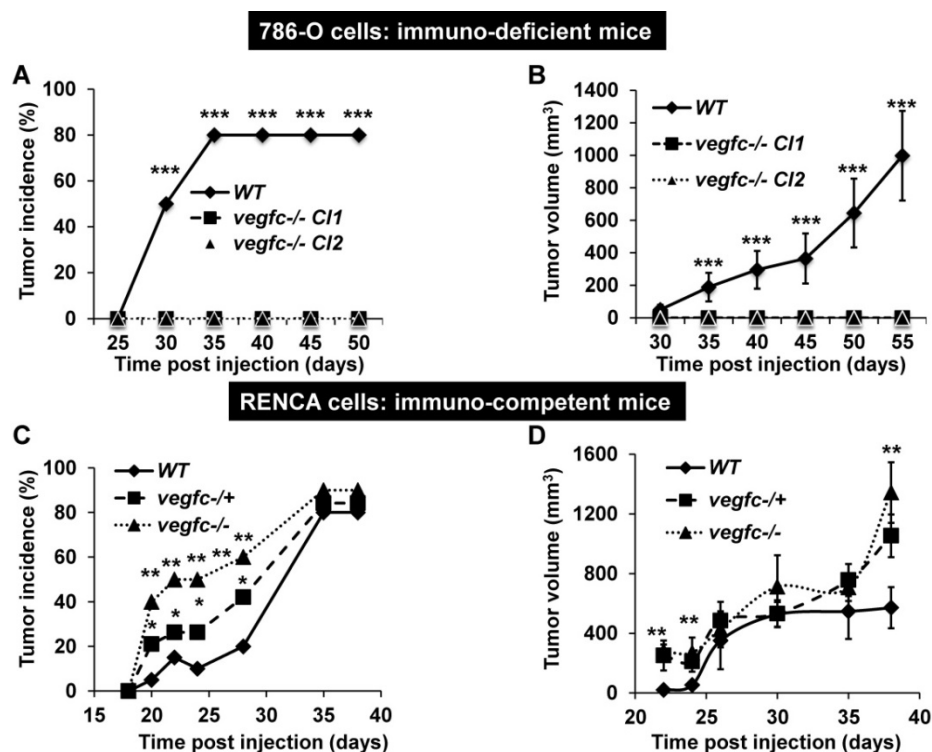 786-O cells: immuno-deficient mice
A
Tumor incidence (%)
100
80
60
40
20
0
*** *** *** *** *** ***
WT
vegfc-/- Cl1
vegfc-/- Cl2
25 30 35 40 45 50
Time post injection (days)
B
Tumor volume (mm3)
1400
1200
1000
800
600
400
200
0
WT
vegfc-/- Cl1
vegfc-/- Cl2
*** *** *** *** ***
30 35 40 45 50 55
Time post injection (days)
RENCA cells: immuno-competent mice
C
Tumor incidence (%)
100
80
60
40
20
0
WT
vegfc-/+
vegfc-/-
** ** ** ** **
* * * *
15 20 25 30 35 40
Time post injection (days)
D
Tumor volume (mm3)
1600
1200
800
400
0
WT
vegfc-/+
vegfc-/-
** ** **
20 22 26 30 35 38 40
Time post injection (days)